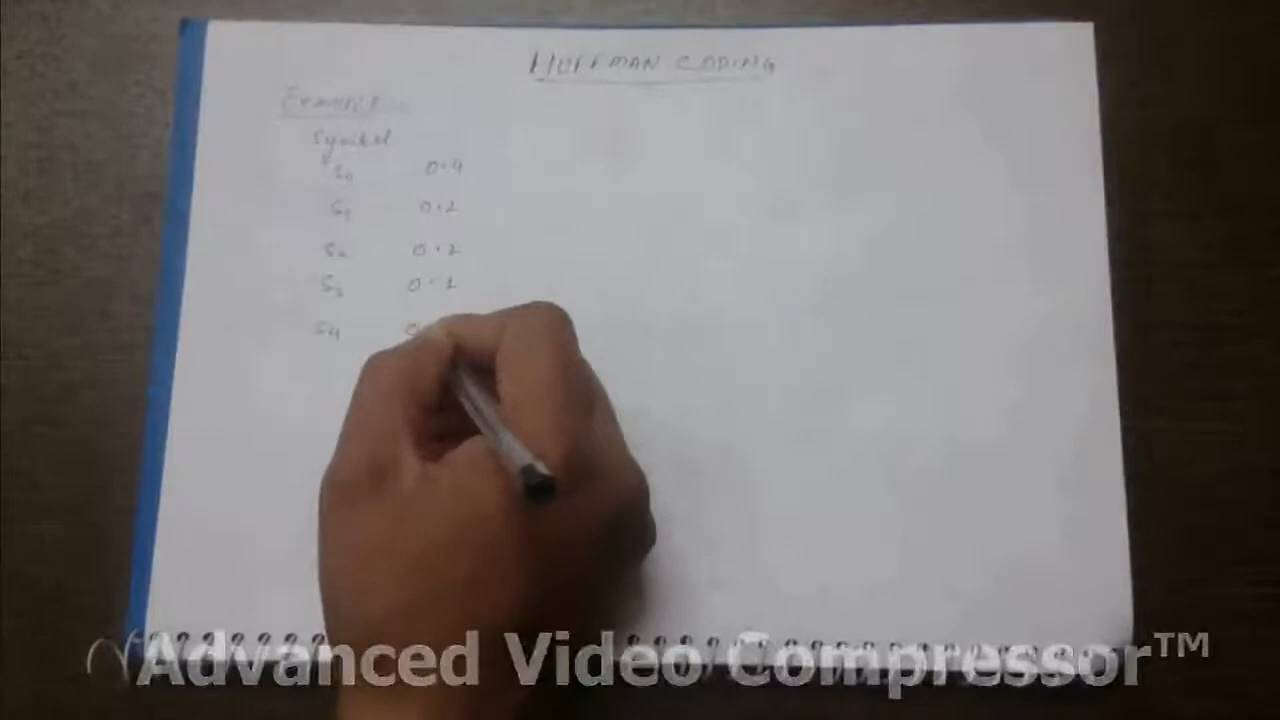 HUFFMAN CODING
Example
Symbol
S0 0.4
S1 0.2
S2 0.2
S3 0.1
S4
Advanced Video Compressor™